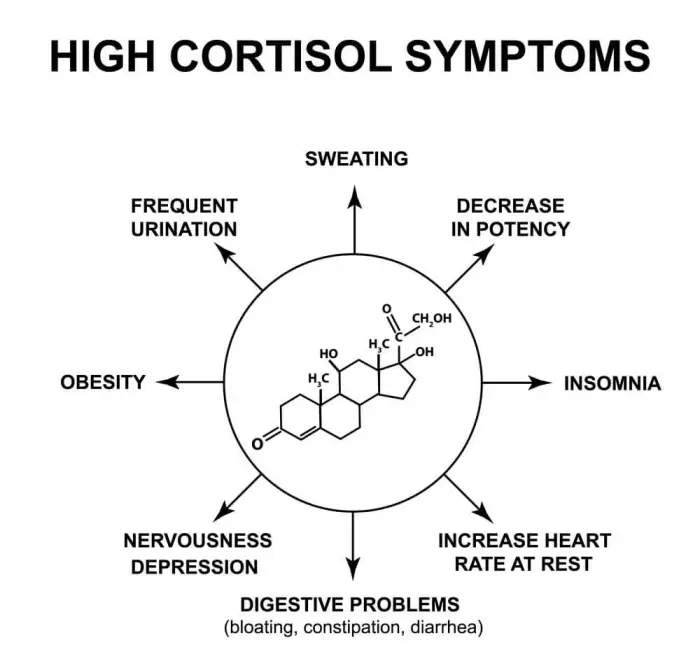 HIGH CORTISOL SYMPTOMS
SWEATING
FREQUENT
URINATION
DECREASE
IN POTENCY
O
CH₂OH
H₃C
C
OH
HO
H₃C
O
OBESITY
INSOMNIA
NERVOUSNESS
DEPRESSION
INCREASE HEART
RATE AT REST
DIGESTIVE PROBLEMS
(bloating, constipation, diarrhea)